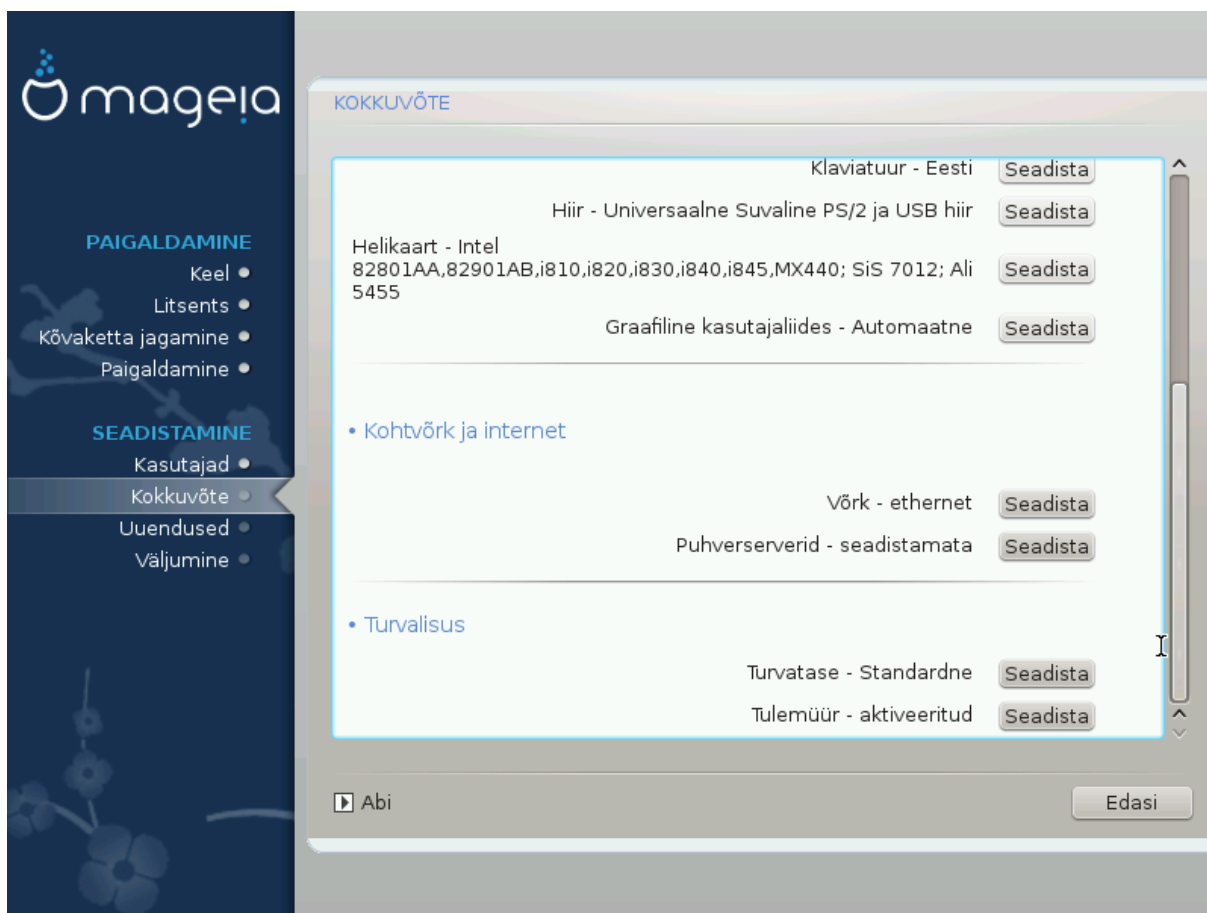 mageia
PAIGALDAMINE
Keel
Litsents
Kõvaketta jagamine
Paigaldamine
SEADISTAMINE
Kasutajad
Kokkuvõte
Uuendused
Väljumine
KOKKUVÕTE
Klaviatuur - Eesti Seadista
Hiir - Universaalne Suvaline PS/2 ja USB hiir Seadista
Helikaart - Intel
82801AA,82901AB,i810,i820,i830,i840,i845,MX440; SiS 7012; Ali Seadista
5455
Graafiline kasutajaliides - Automaatne Seadista
• Kohtvõrk ja internet
Võrk - ethernet Seadista
Puhverserverid - seadistamata Seadista
• Turvalisus
Turvatase - Standardne Seadista
Tulemüür - aktiveeritud Seadista
Abi
Edasi